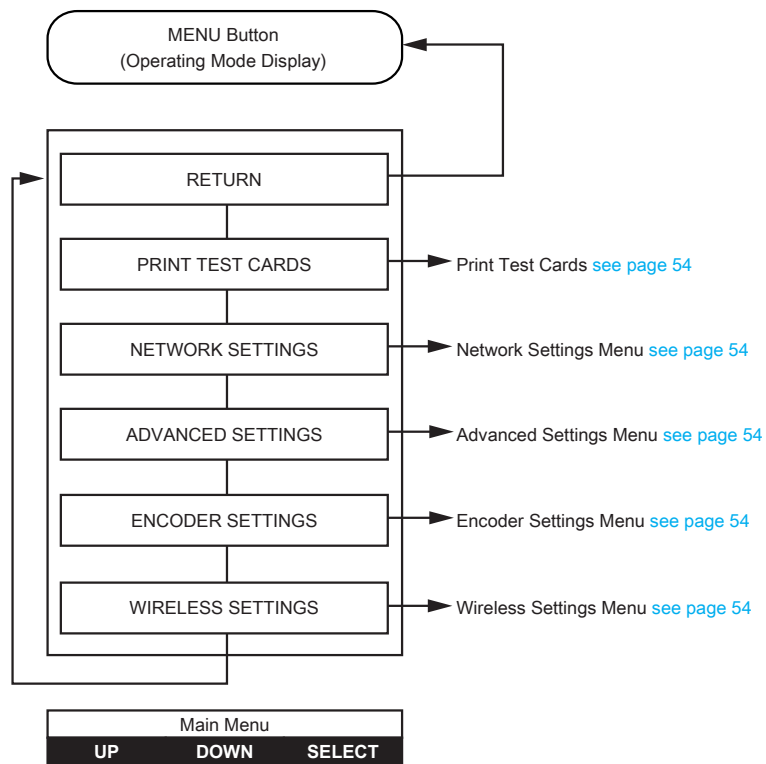 MENU Button
(Operating Mode Display)
RETURN
PRINT TEST CARDS
Print Test Cards see page 54
NETWORK SETTINGS
Network Settings Menu see page 54
ADVANCED SETTINGS
Advanced Settings Menu see page 54
ENCODER SETTINGS
Encoder Settings Menu see page 54
WIRELESS SETTINGS
Wireless Settings Menu see page 54
Main Menu
UP DOWN SELECT